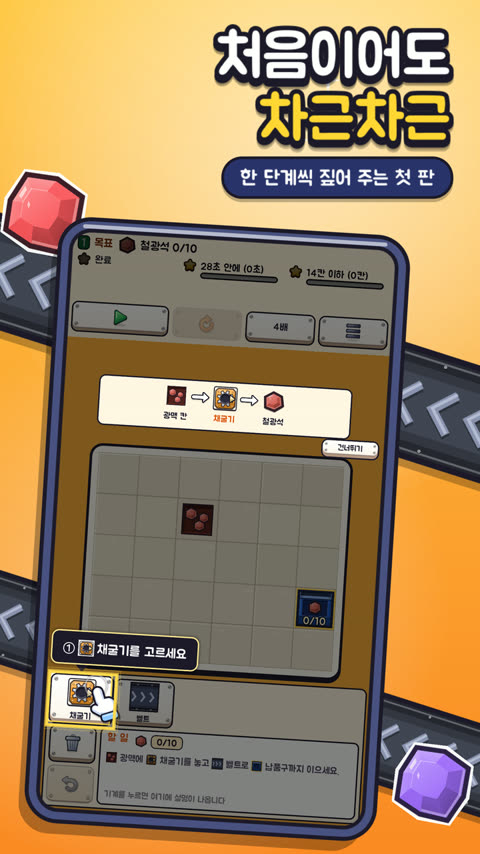 처음이어도
차근차근
한 단계씩 짚어 주는 첫 판
1 목표 철광석 0/10
완료
28초 안에 (0초)
14칸 이하 (0칸)
4배
광맥 칸
채굴기
철광석
건너뛰기
0/10
① 채굴기를 고르세요
채굴기
벨트
할 일 0/10
광맥에 채굴기를 놓고 벨트로 납품구까지 이으세요.
기계를 누르면 여기에 설명이 나옵니다